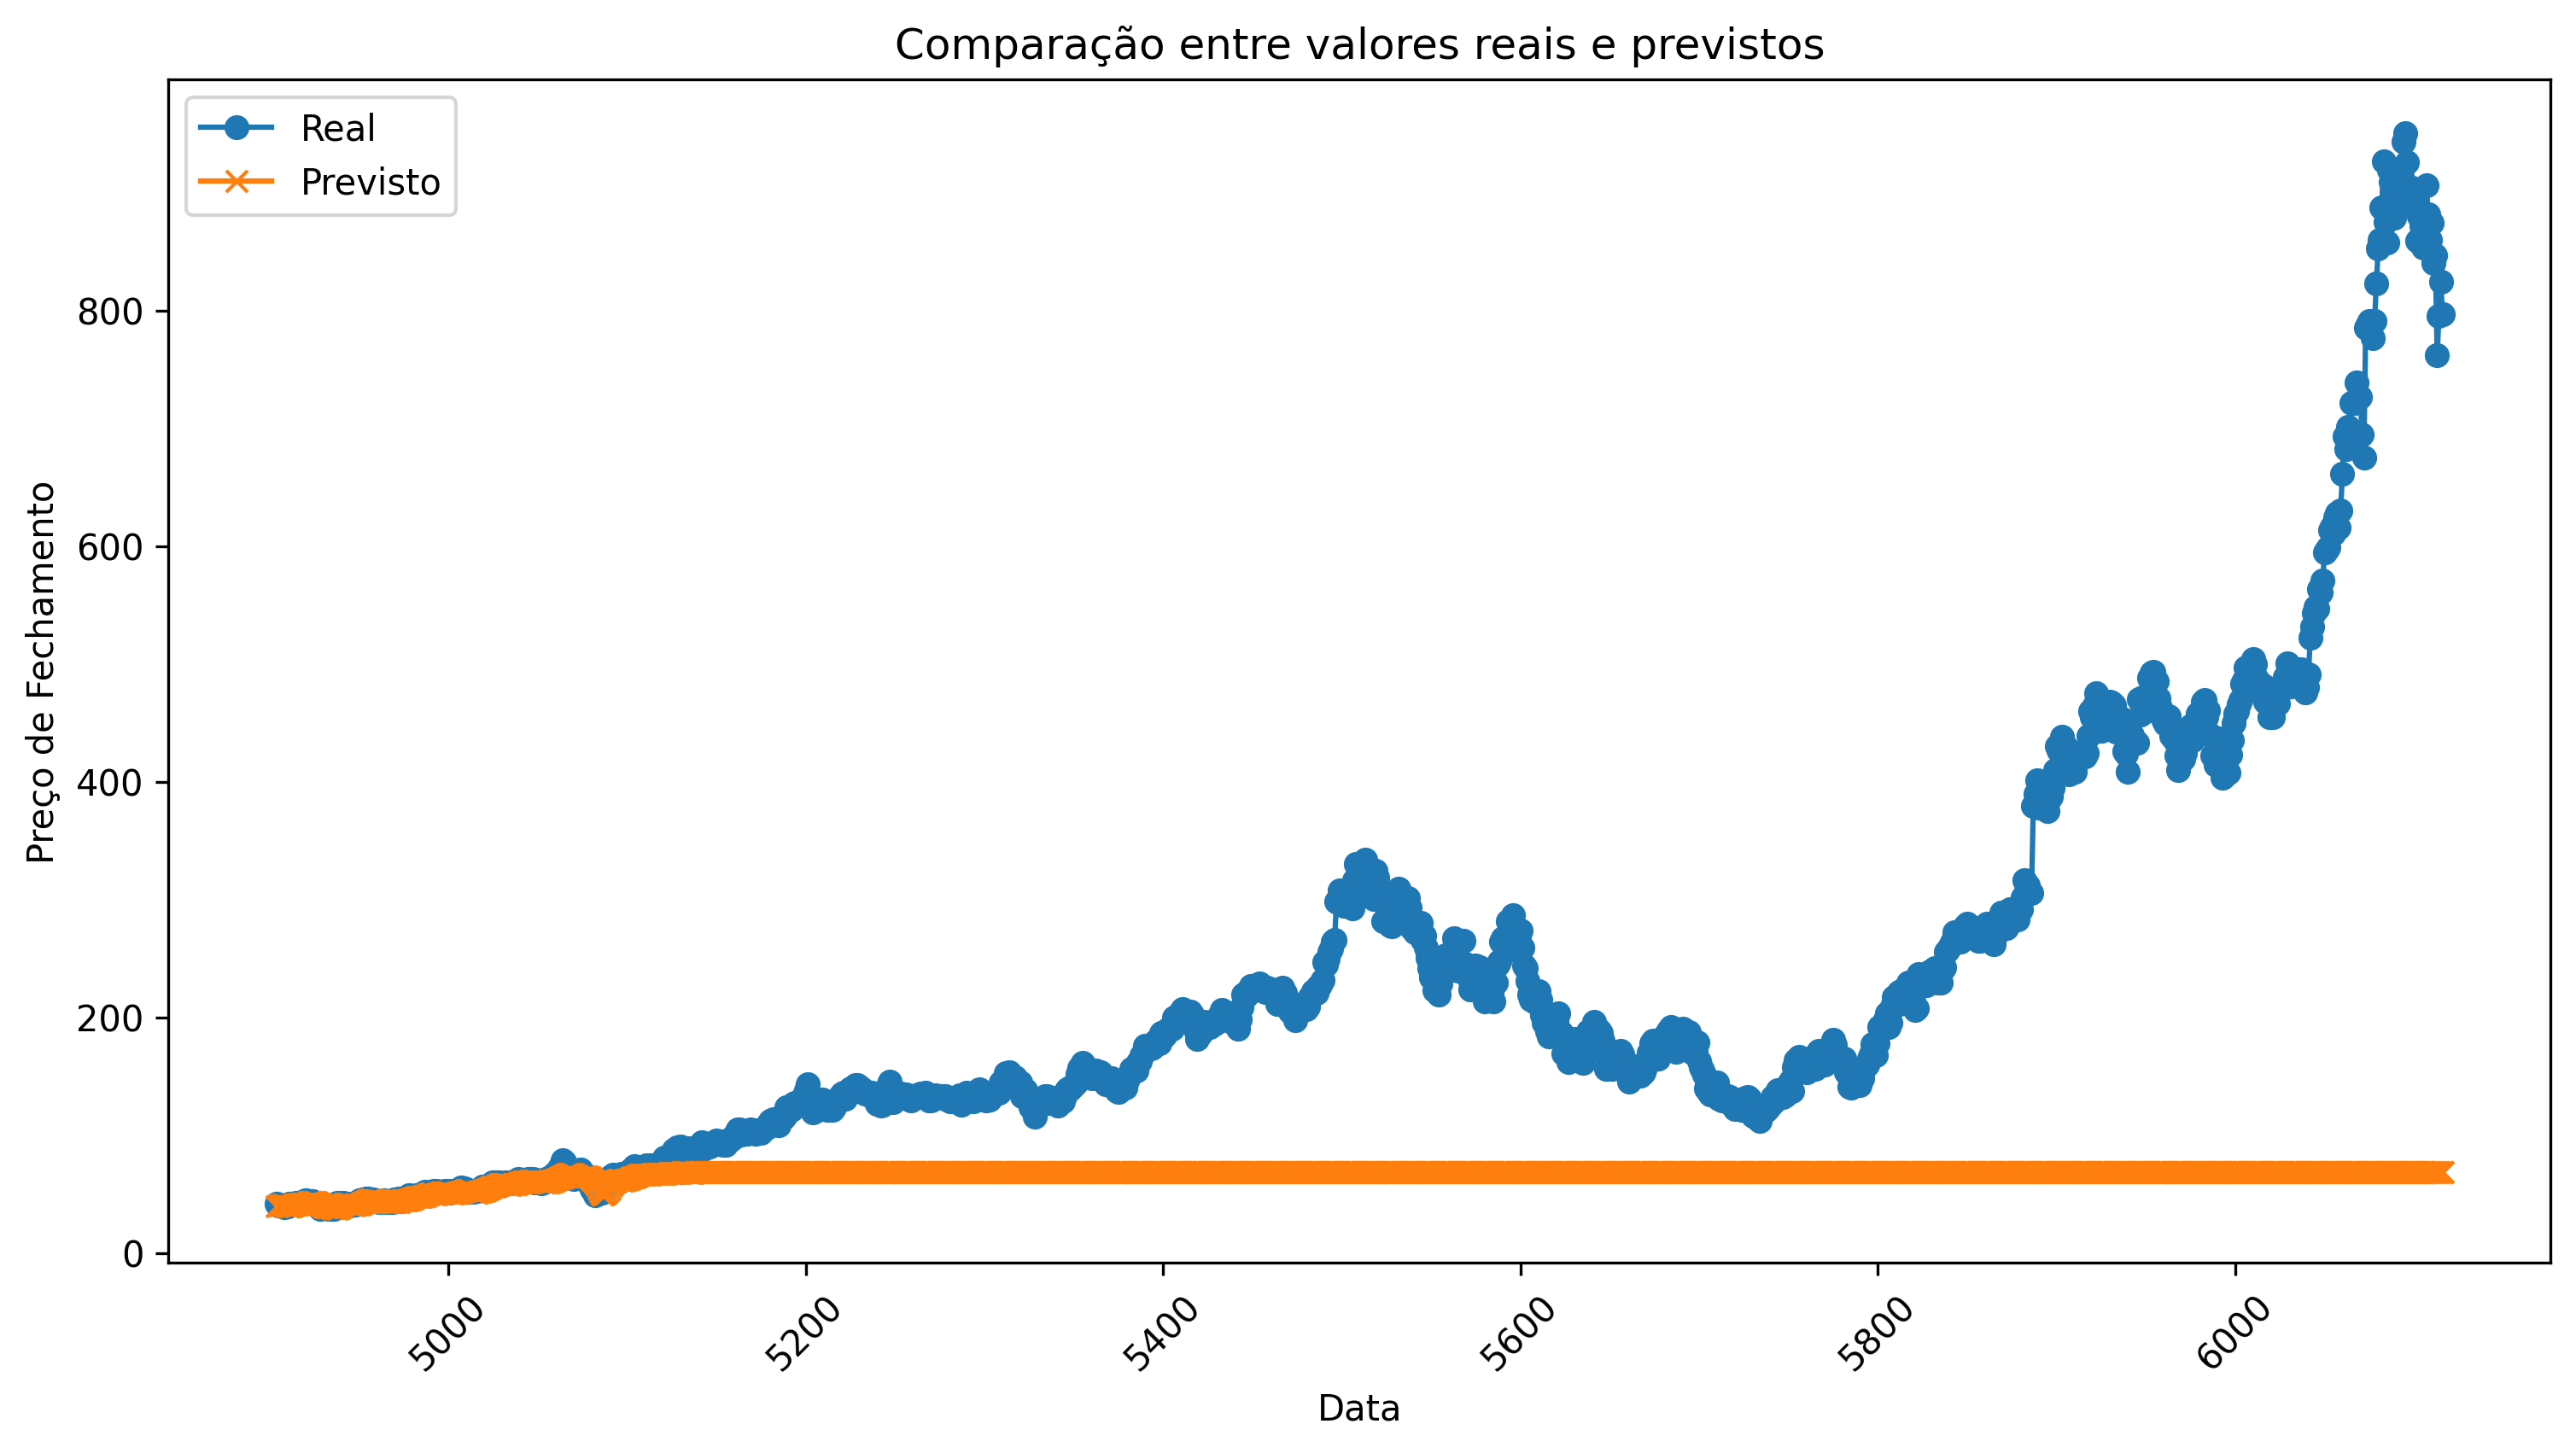 Comparação entre valores reais e previstos
Real
Previsto
Preço de Fechamento
800
600
400
200
0
5000
5200
5400
5600
5800
6000
Data